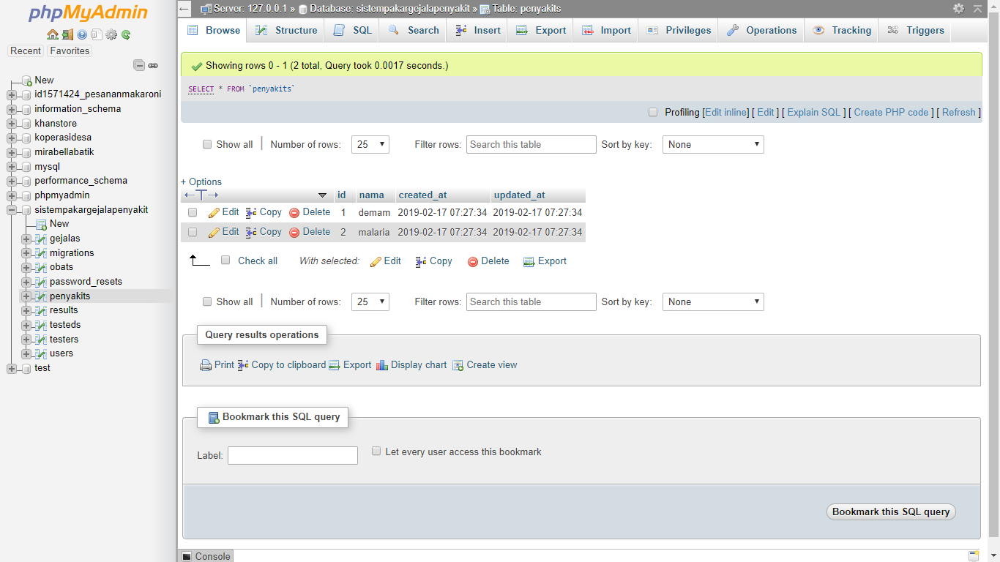 phpMyAdmin
Recent Favorites
New
id1571424_pesananmakaroni
information_schema
khanstore
koperasidesa
mirabellabatik
mysql
performance_schema
phpmyadmin
sistempakargejalapenyakit
New
gejalas
migrations
obats
password_resets
penyakits
results
testeds
testers
users
test
Server: 127.0.0.1 » Database: sistempakargejalapenyakit » Table: penyakits
Browse Structure SQL Search Insert Export Import Privileges Operations Tracking Triggers
Showing rows 0 - 1 (2 total, Query took 0.0017 seconds.)
SELECT * FROM `penyakits`
Profiling [Edit inline] [ Edit ] [ Explain SQL ] [ Create PHP code ] [ Refresh ]
Show all | Number of rows: 25 Filter rows: Search this table Sort by key: None
+ Options
←T→ id nama created_at updated_at
Edit Copy Delete 1 demam 2019-02-17 07:27:34 2019-02-17 07:27:34
Edit Copy Delete 2 malaria 2019-02-17 07:27:34 2019-02-17 07:27:34
Check all With selected: Edit Copy Delete Export
Show all | Number of rows: 25 Filter rows: Search this table Sort by key: None
Query results operations
Print Copy to clipboard Export Display chart Create view
Bookmark this SQL query
Label: Let every user access this bookmark
Bookmark this SQL query
Console